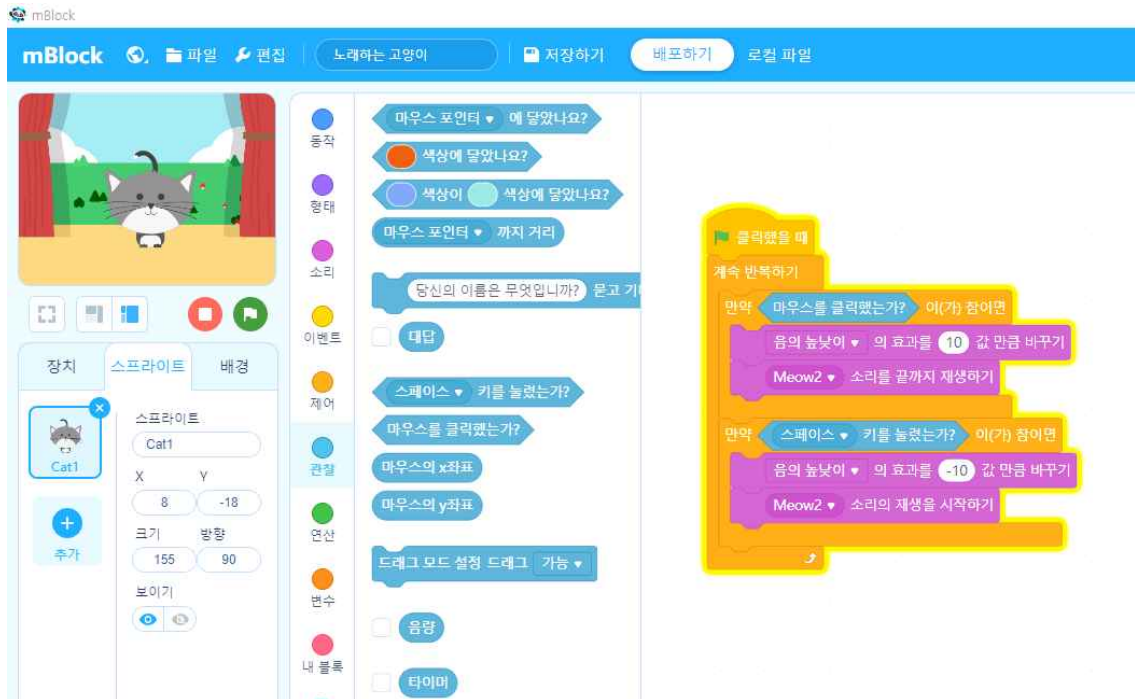 mBlock
mBlock 파일 편집 노래하는 고양이 저장하기 배포하기 로컬 파일
동작
형태
소리
이벤트
제어
관찰
연산
변수
내 블록
마우스 포인터 ▾ 에 닿았나요?
색상에 닿았나요?
색상이 색상에 닿았나요?
마우스 포인터 ▾ 까지 거리
당신의 이름은 무엇입니까? 묻고 기
대답
스페이스 ▾ 키를 눌렀는가?
마우스를 클릭했는가?
마우스의 x좌표
마우스의 y좌표
드래그 모드 설정 드래그 가능 ▾
음량
타이머
클릭했을 때
계속 반복하기
만약 마우스를 클릭했는가? 이(가) 참이면
음의 높낮이 ▾ 의 효과를 10 값 만큼 바꾸기
Meow2 ▾ 소리를 끝까지 재생하기
만약 스페이스 ▾ 키를 눌렀는가? 이(가) 참이면
음의 높낮이 ▾ 의 효과를 -10 값 만큼 바꾸기
Meow2 ▾ 소리의 재생을 시작하기
장치 스프라이트 배경
Cat1
추가
스프라이트
Cat1
X Y
8 -18
크기 방향
155 90
보이기